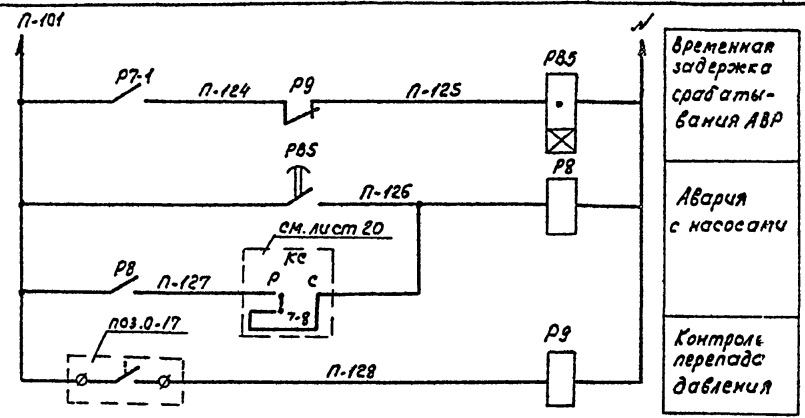 П-101
N
Р7-1
П-124
Р9
П-125
РВ5
Временная
задержка
срабаты-
вания АВР
РВ5
П-126
Р8
Авария
с насосами
см. лист 20
КС
Р8
П-127
Р
С
7-8
поз. 0-17
П-128
Р9
Контроль
перепада
давления